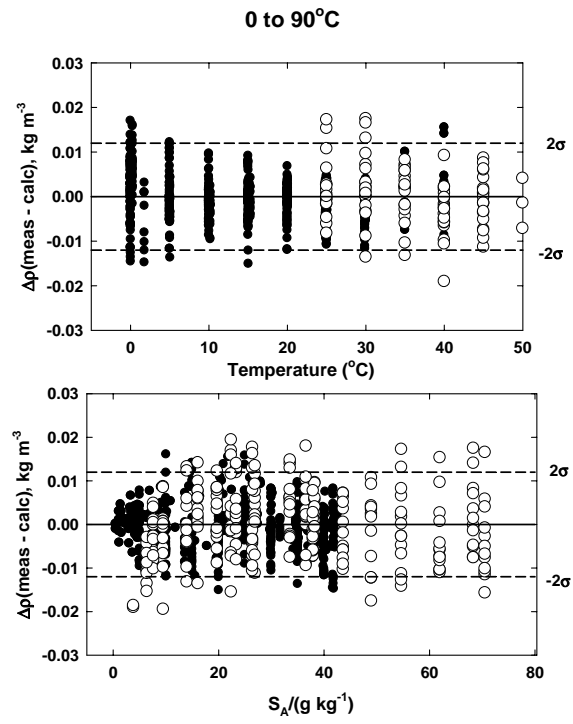 0 to 90°C
0.03
0.02
0.01
0.00
-0.01
-0.02
-0.03
Δρ(meas - calc), kg m⁻³
2σ
-2σ
0 10 20 30 40 50
Temperature (°C)
0.03
0.02
0.01
0.00
-0.01
-0.02
-0.03
Δρ(meas - calc), kg m⁻³
2σ
-2σ
0 20 40 60 80
S_A/(g kg⁻¹)